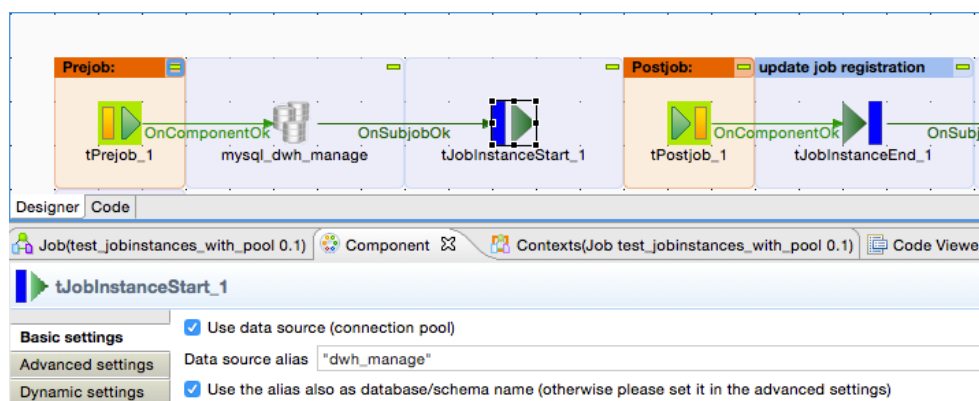 Prejob:
Postjob:
update job registration
OnComponentOk
OnSubjobOk
OnComponentOk
tPrejob_1
mysql_dwh_manage
tJobInstanceStart_1
tPostjob_1
tJobInstanceEnd_1
OnSubj
Designer Code
Job(test_jobinstances_with_pool 0.1) Component Contexts(Job test_jobinstances_with_pool 0.1) Code Viewe
tJobInstanceStart_1
Basic settings
Use data source (connection pool)
Advanced settings
Data source alias "dwh_manage"
Dynamic settings
Use the alias also as database/schema name (otherwise please set it in the advanced settings)